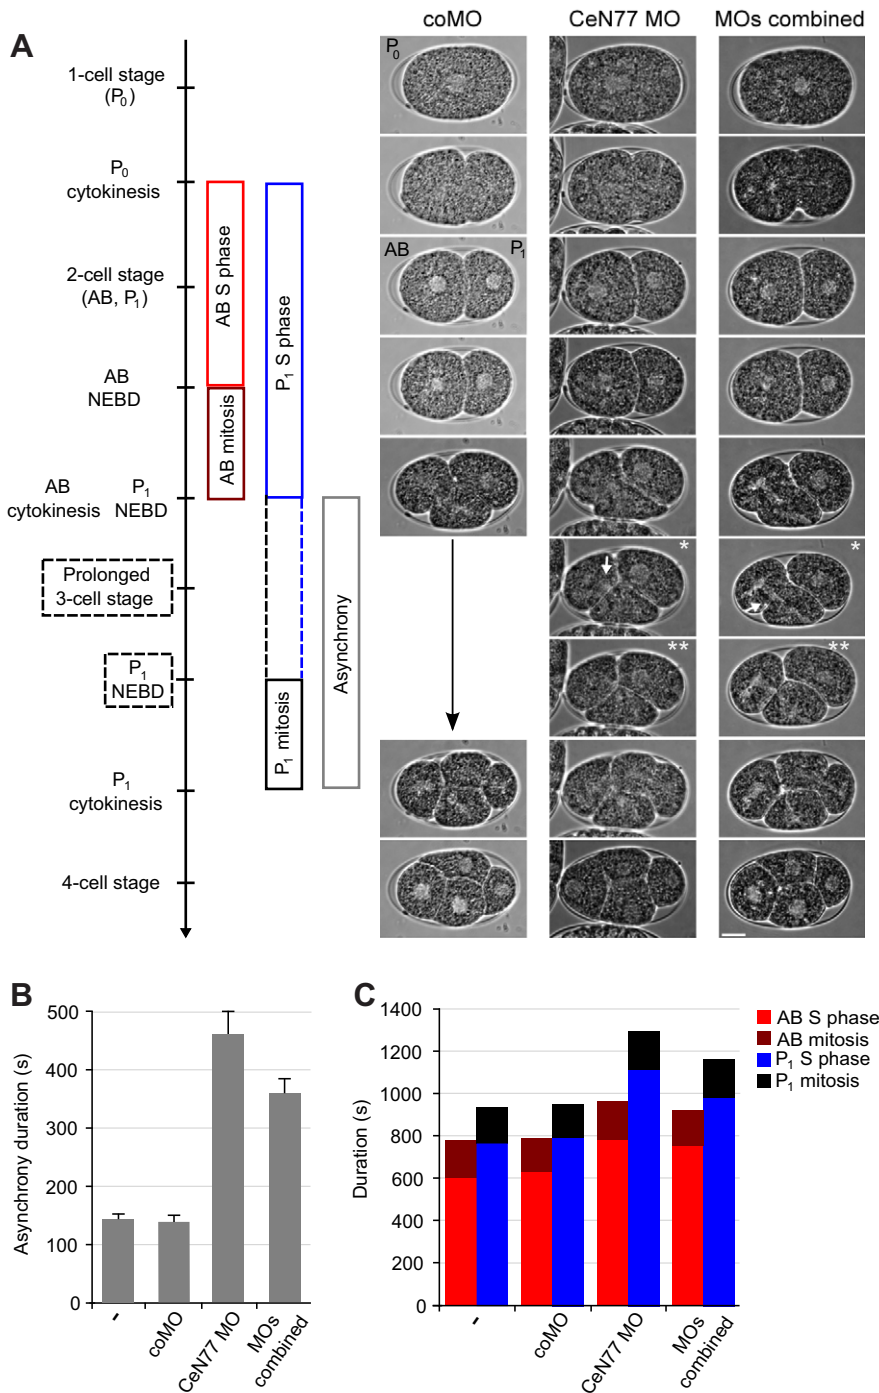 coMO
CeN77 MO
MOs combined
A
1-cell stage
(P0)
P0
cytokinesis
2-cell stage
(AB, P1)
AB
NEBD
AB
cytokinesis
P1
NEBD
Prolonged
3-cell stage
P1
NEBD
P1
cytokinesis
4-cell stage
AB S phase
AB mitosis
P1 S phase
P1 mitosis
Asynchrony
P0
AB
P1
*
*
**
**
B
Asynchrony duration (s)
500
400
300
200
100
0
-
coMO
CeN77 MO
MOs
combined
C
Duration (s)
1400
1200
1000
800
600
400
200
0
-
coMO
CeN77 MO
MOs
combined
AB S phase
AB mitosis
P1 S phase
P1 mitosis